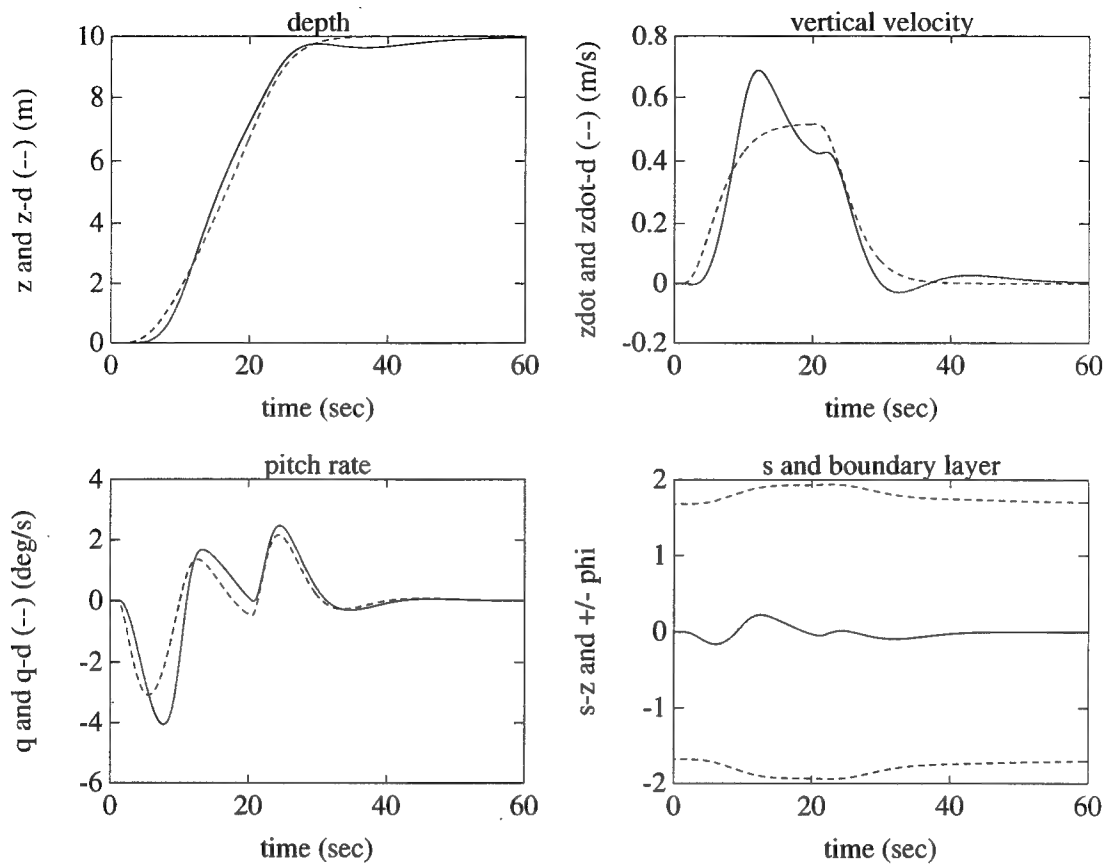 depth
10
8
6
4
2
0
z and z-d (--) (m)
0 20 40 60
time (sec)
vertical velocity
0.8
0.6
0.4
0.2
0
-0.2
zdot and zdot-d (--) (m/s)
0 20 40 60
time (sec)
pitch rate
4
2
0
-2
-4
-6
q and q-d (--) (deg/s)
0 20 40 60
time (sec)
s and boundary layer
2
1
0
-1
-2
s-z and +/- phi
0 20 40 60
time (sec)